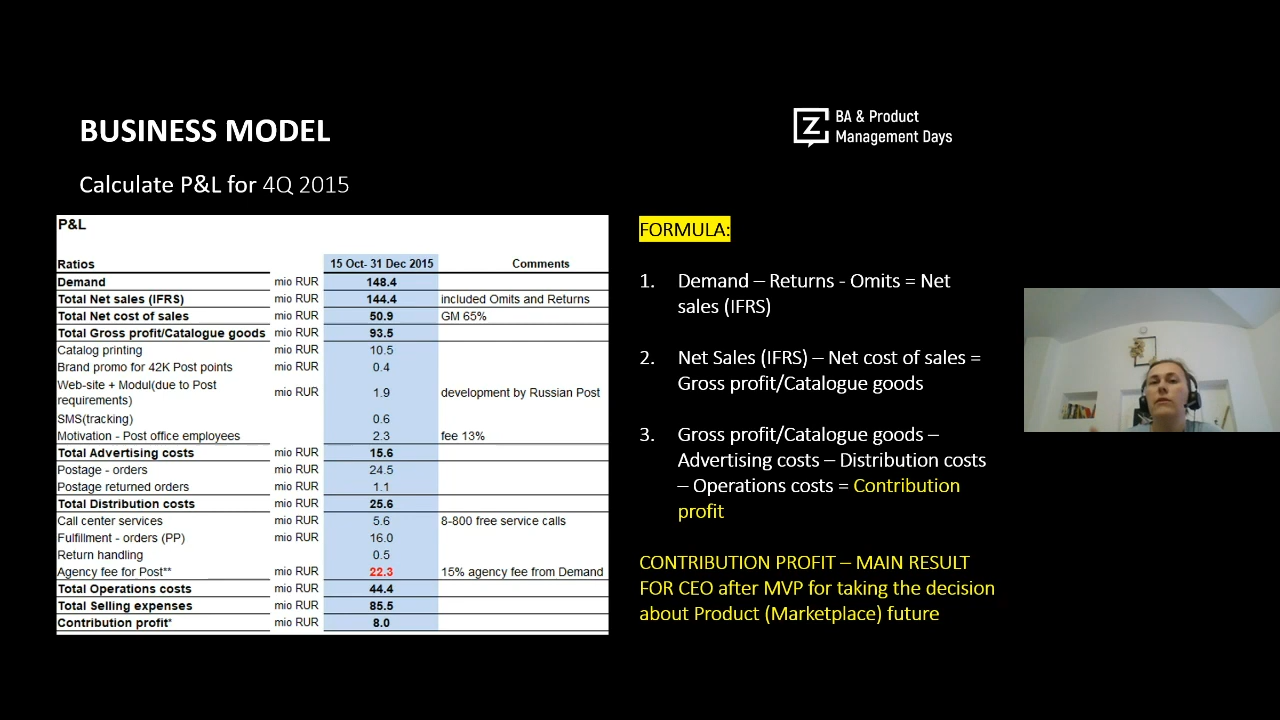 BUSINESS MODEL
BA & Product
Management Days
Calculate P&L for 4Q 2015
P&L
Ratios 15 Oct- 31 Dec 2015 Comments
Demand mio RUR 148.4
Total Net sales (IFRS) mio RUR 144.4 included Omits and Returns
Total Net cost of sales mio RUR 50.9 GM 65%
Total Gross profit/Catalogue goods mio RUR 93.5
Catalog printing mio RUR 10.5
Brand promo for 42K Post points mio RUR 0.4
Web-site + Modul(due to Post
requirements) mio RUR 1.9 development by Russian Post
SMS(tracking) mio RUR 0.6
Motivation - Post office employees mio RUR 2.3 fee 13%
Total Advertising costs mio RUR 15.6
Postage - orders mio RUR 24.5
Postage returned orders mio RUR 1.1
Total Distribution costs mio RUR 25.6
Call center services mio RUR 5.6 8-800 free service calls
Fulfillment - orders (PP) mio RUR 16.0
Return handling 0.5
Agency fee for Post** mio RUR 22.3 15% agency fee from Demand
Total Operations costs mio RUR 44.4
Total Selling expenses mio RUR 85.5
Contribution profit* mio RUR 8.0
FORMULA:
1. Demand – Returns - Omits = Net
sales (IFRS)
2. Net Sales (IFRS) – Net cost of sales =
Gross profit/Catalogue goods
3. Gross profit/Catalogue goods –
Advertising costs – Distribution costs
– Operations costs = Contribution
profit
CONTRIBUTION PROFIT – MAIN RESULT
FOR CEO after MVP for taking the decision
about Product (Marketplace) future